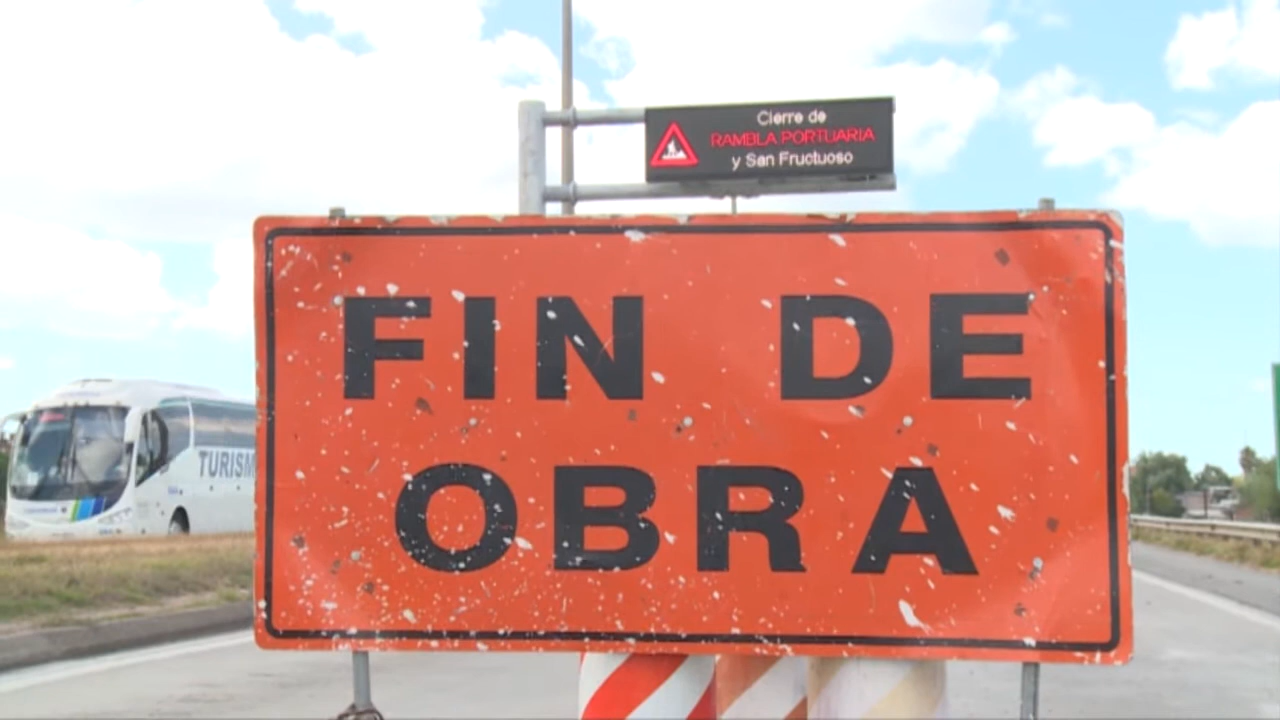 Cierre de
RAMBLA PORTUARIA
y San Fructuoso
FIN DE
OBRA
TURISM